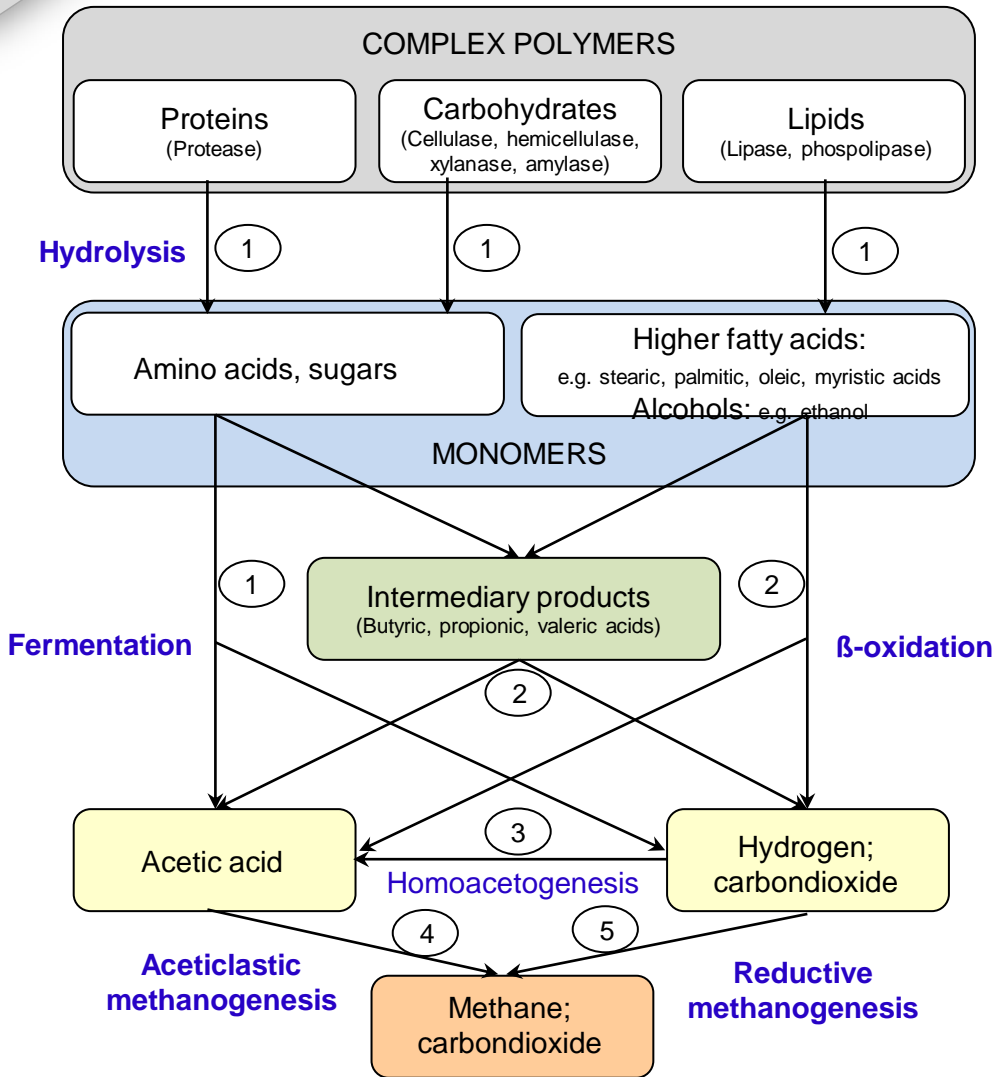 COMPLEX POLYMERS
Proteins
(Protease)
Carbohydrates
(Cellulase, hemicellulase,
xylanase, amylase)
Lipids
(Lipase, phospolipase)
Hydrolysis
1
1
1
Amino acids, sugars
Higher fatty acids:
e.g. stearic, palmitic, oleic, myristic acids
Alcohols: e.g. ethanol
MONOMERS
1
2
Intermediary products
(Butyric, propionic, valeric acids)
Fermentation
ß-oxidation
2
Acetic acid
3
Homoacetogenesis
Hydrogen;
carbondioxide
4
5
Aceticlastic
methanogenesis
Reductive
methanogenesis
Methane;
carbondioxide